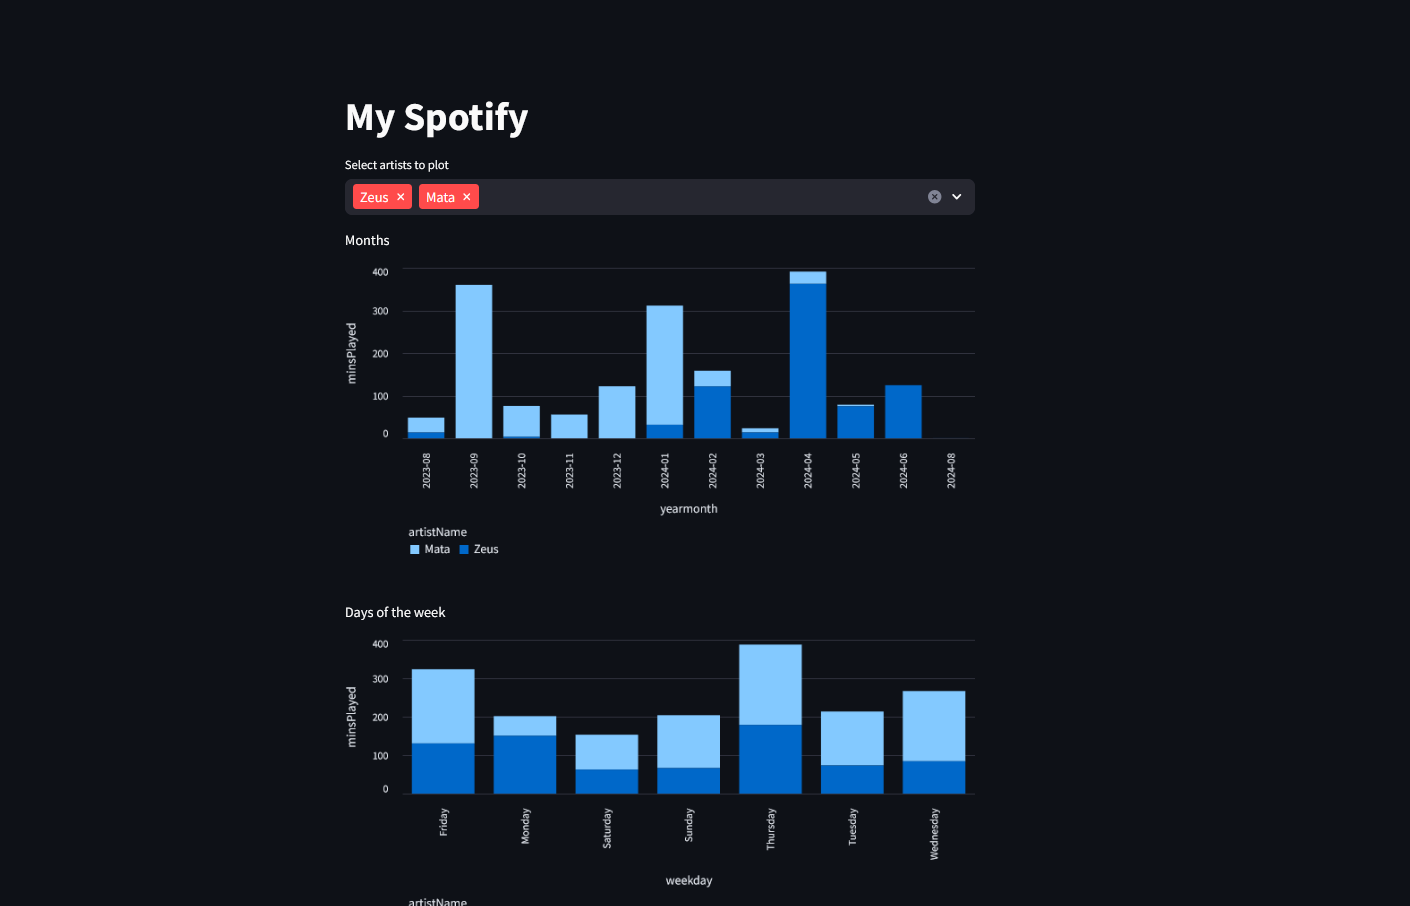 My Spotify
Select artists to plot
Zeus × Mata ×
Months
400
300
200
100
0
minsPlayed
2023-08 2023-09 2023-10 2023-11 2023-12 2024-01 2024-02 2024-03 2024-04 2024-05 2024-06 2024-08
yearmonth
artistName
Mata Zeus
Days of the week
400
300
200
100
0
minsPlayed
Friday Monday Saturday Sunday Thursday Tuesday Wednesday
weekday
artistName